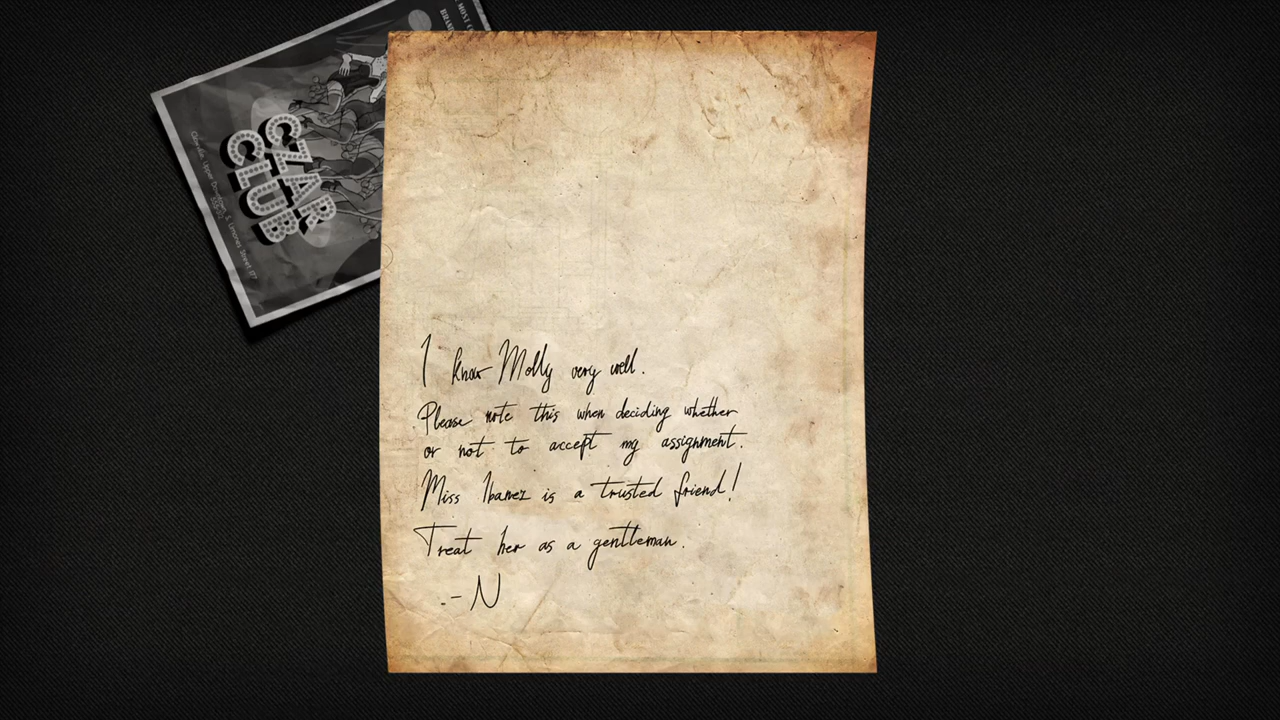 CZAR
CLUB
I know Molly very well.
Please note this when deciding whether
or not to accept my assignment.
Miss Ibanez is a trusted friend!
Treat her as a gentleman.
.-N